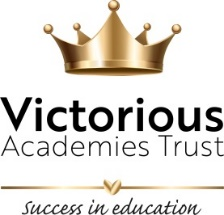 Victorious
Academies Trust
Success in education